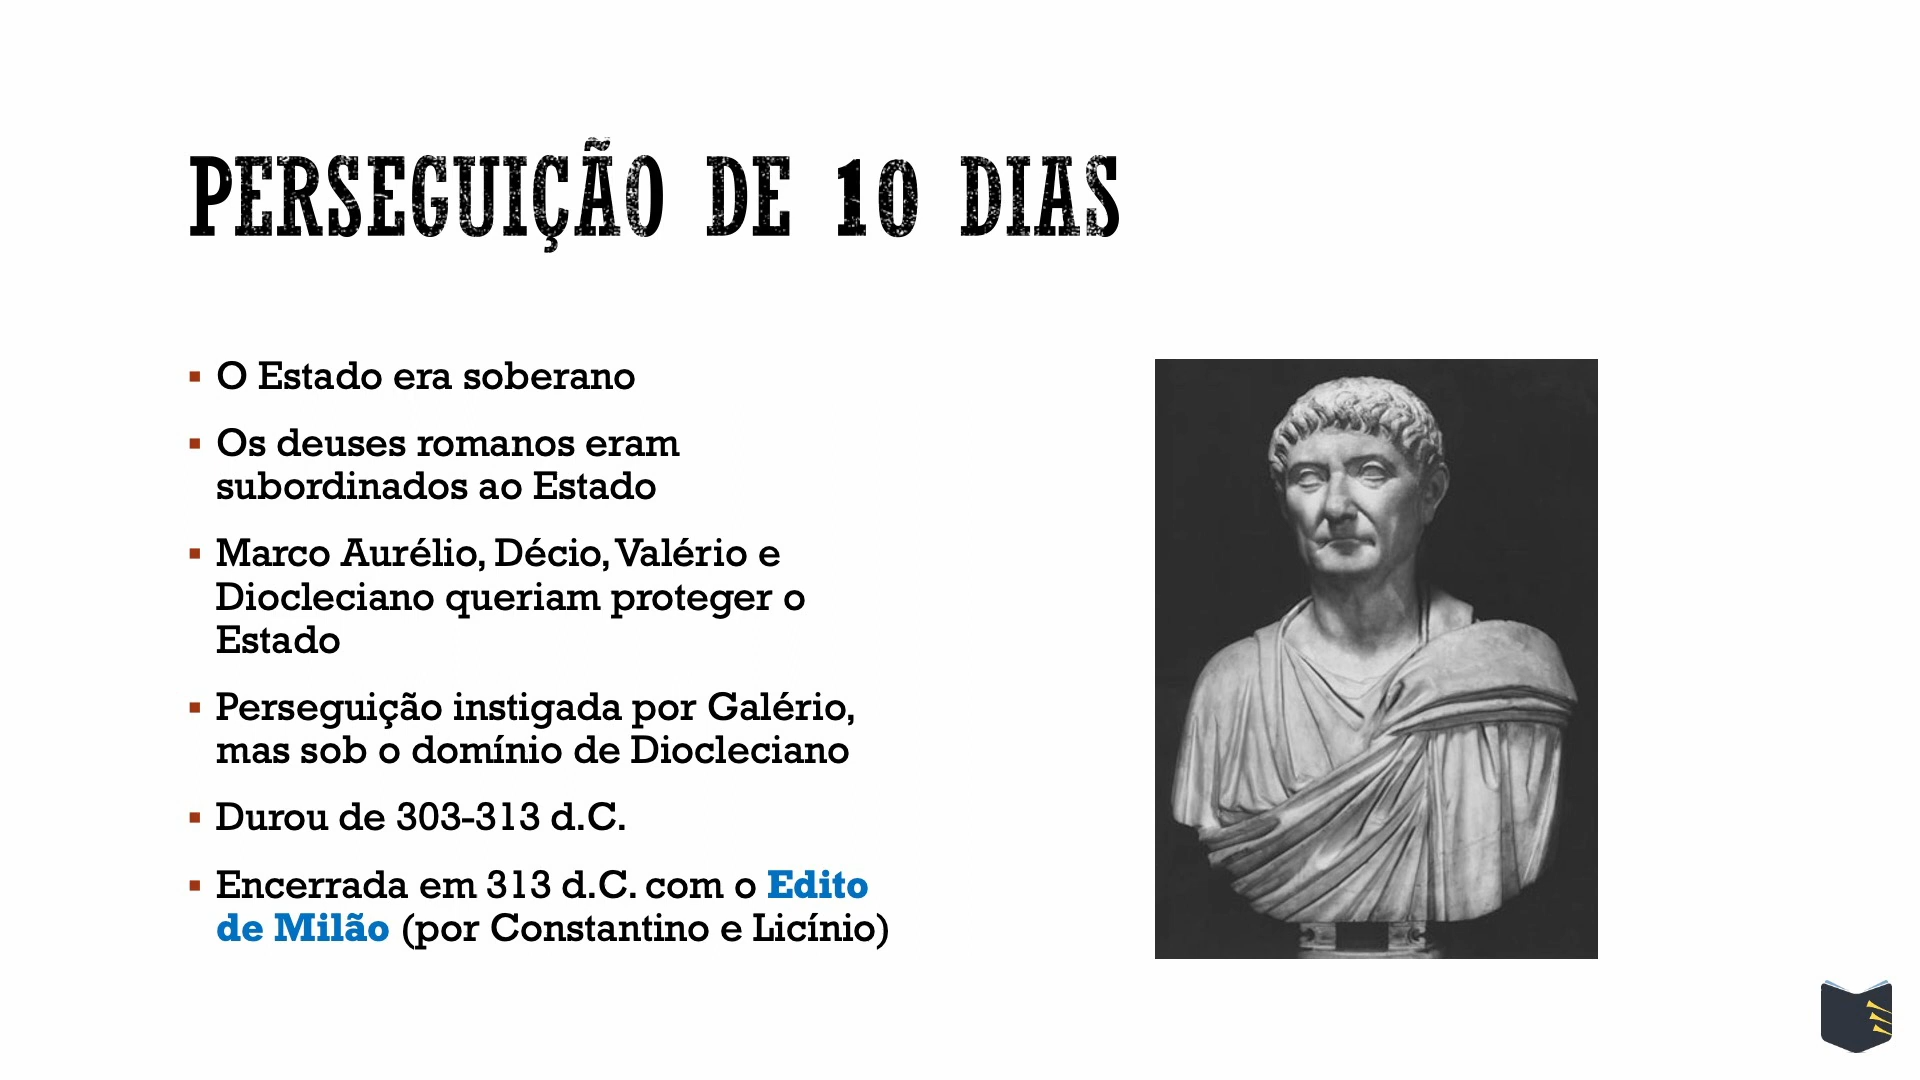 PERSEGUIÇÃO DE 10 DIAS
▪ O Estado era soberano
▪ Os deuses romanos eram
subordinados ao Estado
▪ Marco Aurélio, Décio, Valério e
Diocleciano queriam proteger o
Estado
▪ Perseguição instigada por Galério,
mas sob o domínio de Diocleciano
▪ Durou de 303-313 d.C.
▪ Encerrada em 313 d.C. com o Edito
de Milão (por Constantino e Licínio)